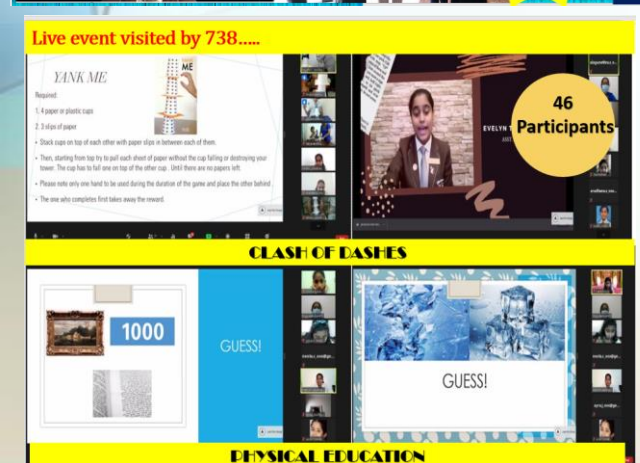 Live event visited by 738.....
YANK ME
ME
Required:
1. 4 paper or plastic cups
2. 3 slips of paper
• Stack cups on top of each other with paper slips in between each of them.
• Then, starting from top try to pull each sheet of paper without the cup falling or destroying your
tower. The cup has to fall one on top of the other cup. Until there are no papers left.
• Please note only one hand to be used during the duration of the game and place the other behind
• The one who completes first takes away the reward.
46
Participants
EVELYN
CLASH OF DASHES
1000
GUESS!
GUESS!
PHYSICAL EDUCATION